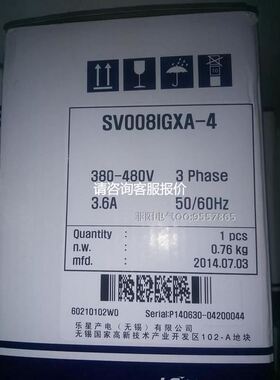 SV008IGXA-4
380-480V 3 Phase
请咨询客服报价
3.6A 50/60Hz
Quantity : 1 pcs
n.w. : 0.76 kg
mfd. : 2014.07.03
60210102W0 Serial:P140630-04200044
乐星产电（无锡）有限公司
无锡国家高新技术产业开发区102-A地块